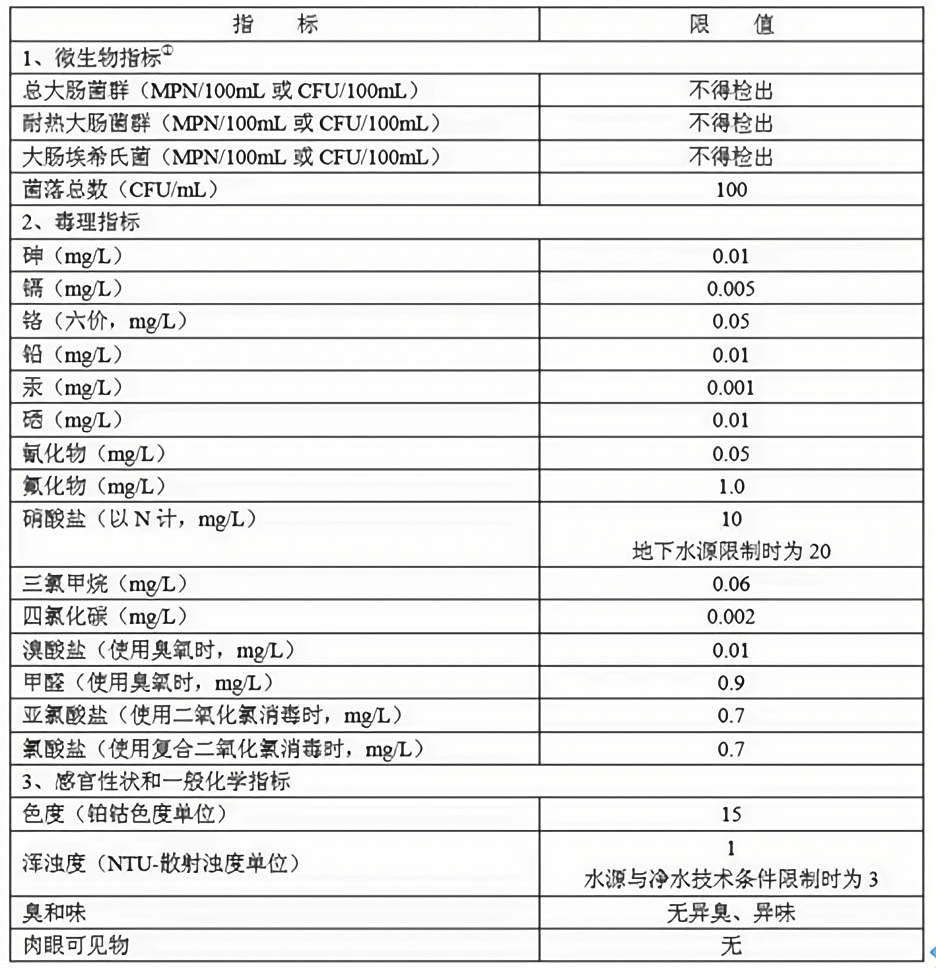 指 标 限 值
1、微生物指标①
总大肠菌群（MPN/100mL 或 CFU/100mL） 不得检出
耐热大肠菌群（MPN/100mL 或 CFU/100mL） 不得检出
大肠埃希氏菌（MPN/100mL 或 CFU/100mL） 不得检出
菌落总数（CFU/mL） 100
2、毒理指标
砷（mg/L） 0.01
镉（mg/L） 0.005
铬（六价，mg/L） 0.05
铅（mg/L） 0.01
汞（mg/L） 0.001
硒（mg/L） 0.01
氰化物（mg/L） 0.05
氟化物（mg/L） 1.0
硝酸盐（以 N 计，mg/L） 10
地下水源限制时为 20
三氯甲烷（mg/L） 0.06
四氯化碳（mg/L） 0.002
溴酸盐（使用臭氧时，mg/L） 0.01
甲醛（使用臭氧时，mg/L） 0.9
亚氯酸盐（使用二氧化氯消毒时，mg/L） 0.7
氯酸盐（使用复合二氧化氯消毒时，mg/L） 0.7
3、感官性状和一般化学指标
色度（铂钴色度单位） 15
浑浊度（NTU-散射浊度单位） 1
水源与净水技术条件限制时为 3
臭和味 无异臭、异味
肉眼可见物 无